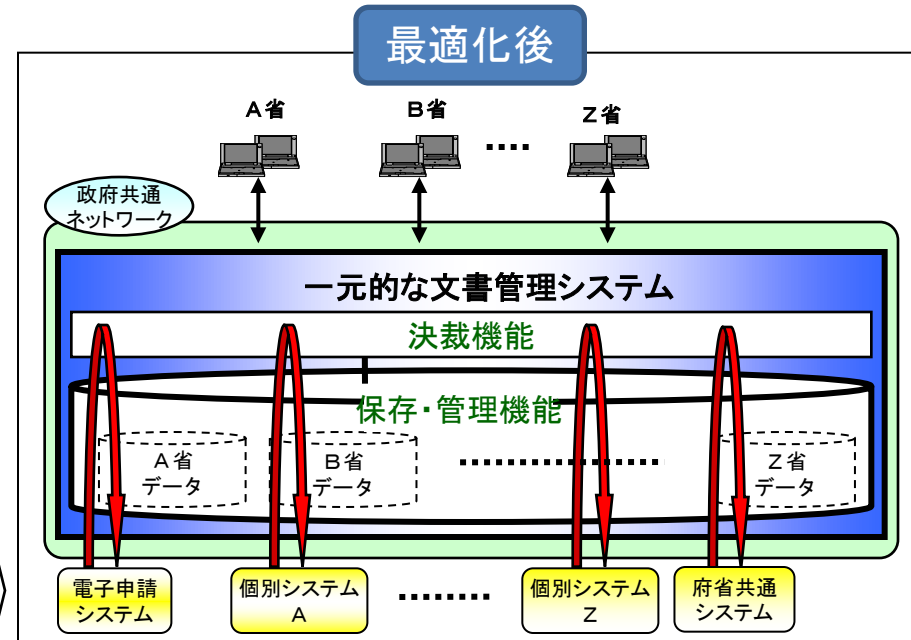 最適化後
A省
B省
Z省
政府共通
ネットワーク
一元的な文書管理システム
決裁機能
保存・管理機能
A省
データ
B省
データ
Z省
データ
電子申請
システム
個別システム
A
個別システム
Z
府省共通
システム